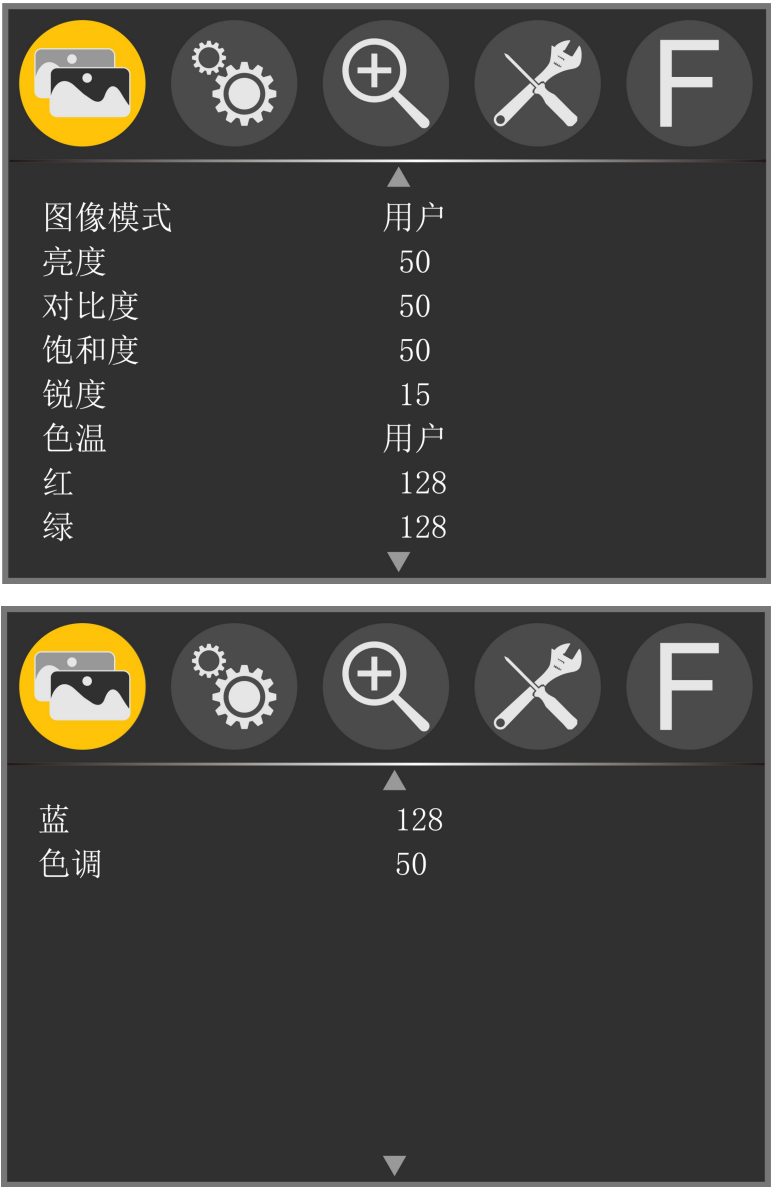 F
图像模式 用户
亮度 50
对比度 50
饱和度 50
锐度 15
色温 用户
红 128
绿 128
F
蓝 128
色调 50